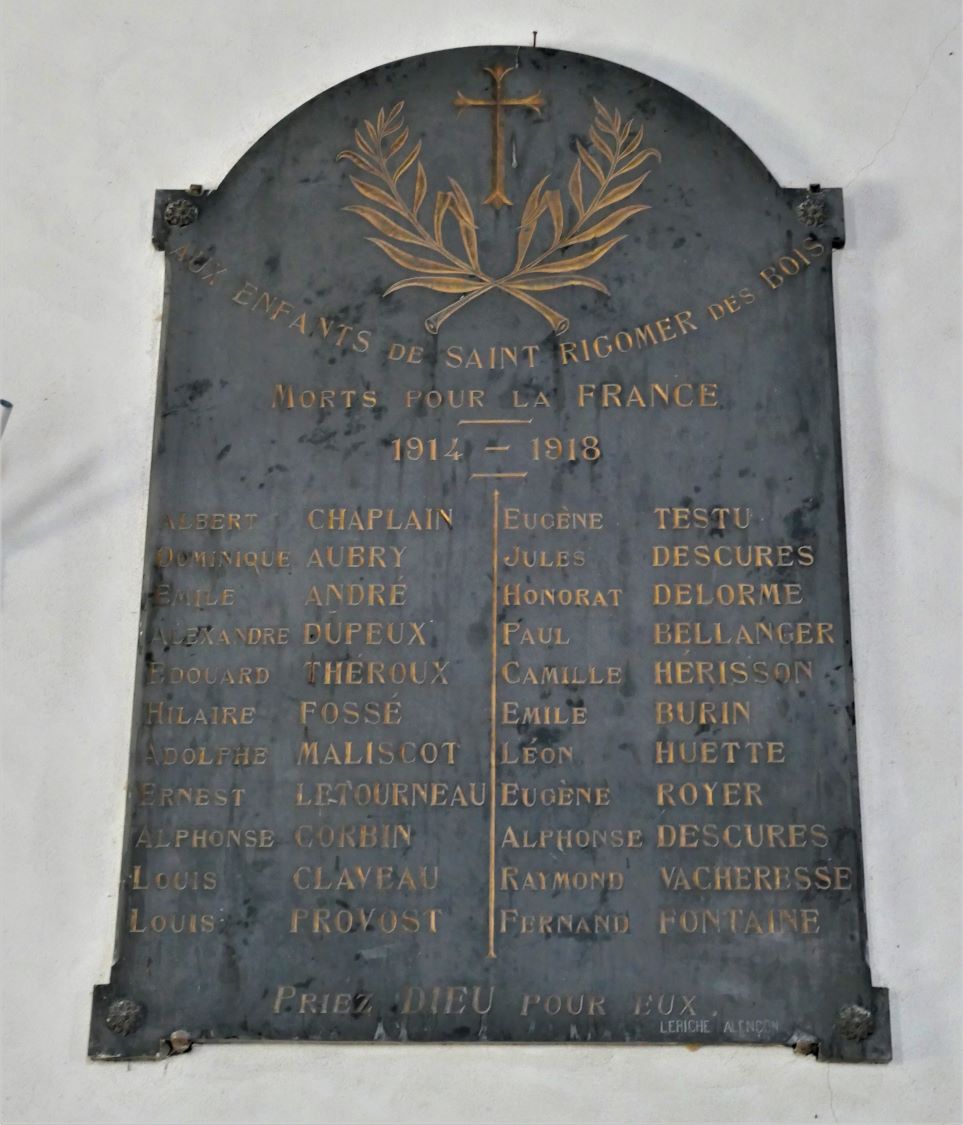 AUX ENFANTS DE SAINT RIGOMER DES BOIS
MORTS POUR LA FRANCE
1914 - 1918
ALBERT CHAPLAIN
DOMINIQUE AUBRY
EMILE ANDRÉ
ALEXANDRE DUPEUX
EDOUARD THÉROUX
HILAIRE FOSSÉ
ADOLPHE MALISCOT
ERNEST LETOURNEAU
ALPHONSE CORBIN
LOUIS CLAVEAU
LOUIS PROVOST
EUGÈNE TESTU
JULES DESCURES
HONORAT DELORME
PAUL BELLANGER
CAMILLE HÉRISSON
EMILE BURIN
LÉON HUETTE
EUGÈNE ROYER
ALPHONSE DESCURES
RAYMOND VACHERESSE
FERNAND FONTAINE
PRIEZ DIEU POUR EUX.
LERICHE ALENÇON